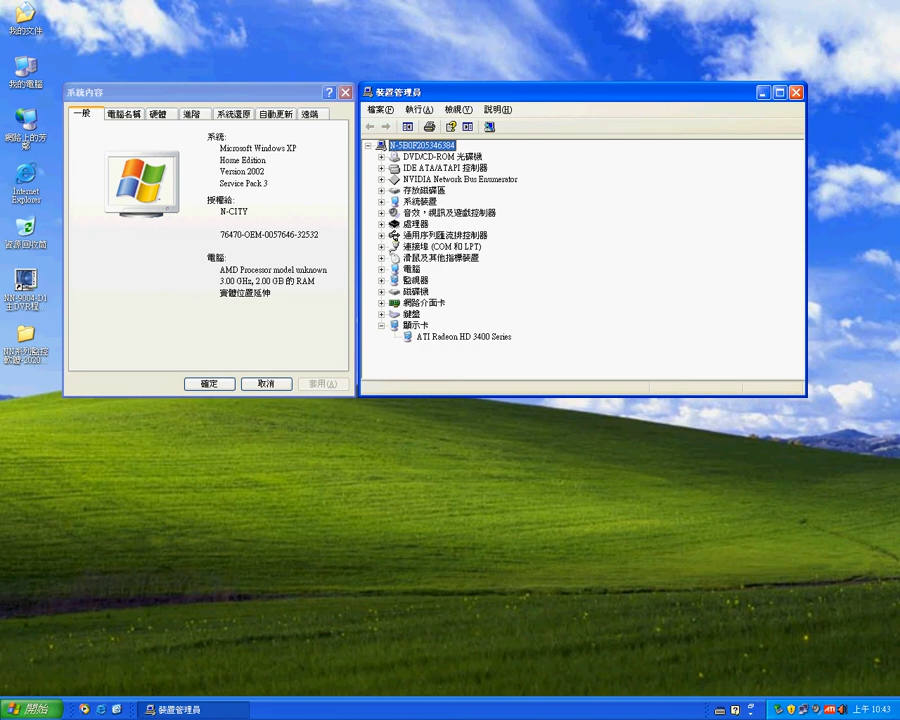 我的文件
我的電腦
網路上的芳
鄰
Internet
Explorer
資源回收筒
NN-9004-D1
主DVR程
系統內容
一般 電腦名稱 硬體 進階 系統還原 自動更新 遠端
系統:
Microsoft Windows XP
Home Edition
Version 2002
Service Pack 3
授權給:
N-CITY
76470-OEM-0057646-32532
電腦:
AMD Processor model unknown
3.00 GHz, 2.00 GB 的 RAM
實體位置延伸
確定 取消 套用(A)
裝置管理員
檔案(F) 執行(A) 檢視(V) 說明(H)
N-5B0F205346384
DVD/CD-ROM 光碟機
IDE ATA/ATAPI 控制器
NVIDIA Network Bus Enumerator
存放磁碟區
系統裝置
音效，視訊及遊戲控制器
處理器
通用序列匯流排控制器
連接埠 (COM 和 LPT)
滑鼠及其他指標裝置
電腦
監視器
磁碟機
網路介面卡
鍵盤
顯示卡
ATI Radeon HD 3400 Series
開始
裝置管理員
ATI
上午 10:43